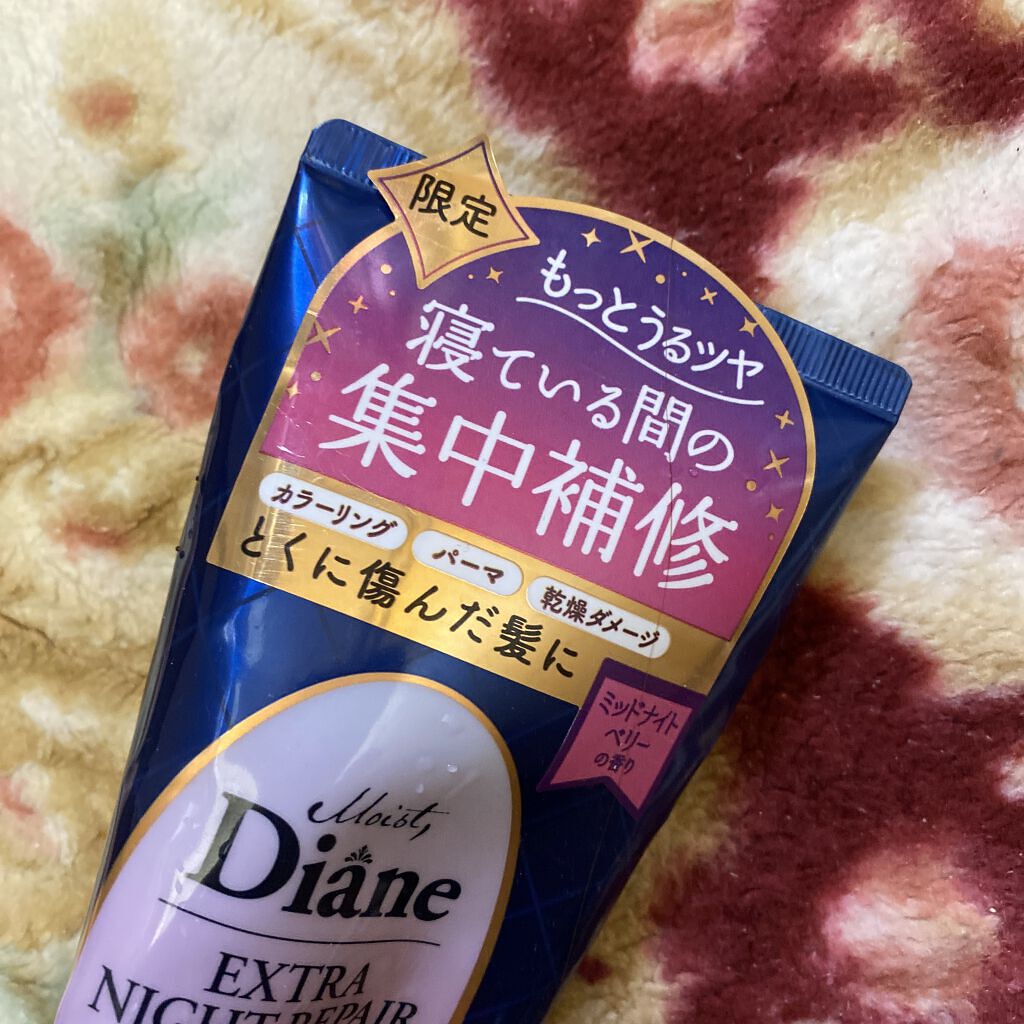 限定
もっとうるツヤ
寝ている間の
集中補修
カラーリング
パーマ
乾燥ダメージ
とくに傷んだ髪に
ミッドナイト
ベリー
の香り
Moist,
Diane
EXTRA
NIGHT REPAIR